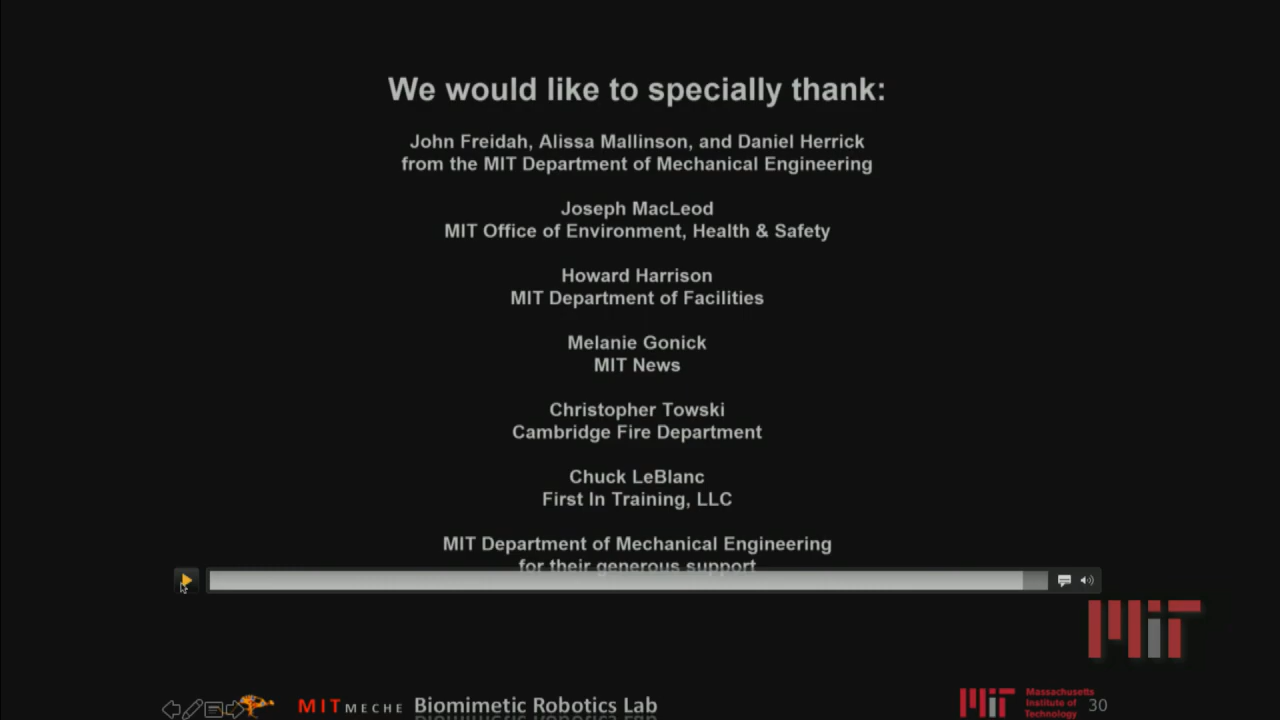 We would like to specially thank:
John Freidah, Alissa Mallinson, and Daniel Herrick
from the MIT Department of Mechanical Engineering
Joseph MacLeod
MIT Office of Environment, Health & Safety
Howard Harrison
MIT Department of Facilities
Melanie Gonick
MIT News
Christopher Towski
Cambridge Fire Department
Chuck LeBlanc
First In Training, LLC
MIT Department of Mechanical Engineering
for their generous support
MIT
MIT MECHE Biomimetic Robotics Lab
MIT Massachusetts
Institute of
Technology
30